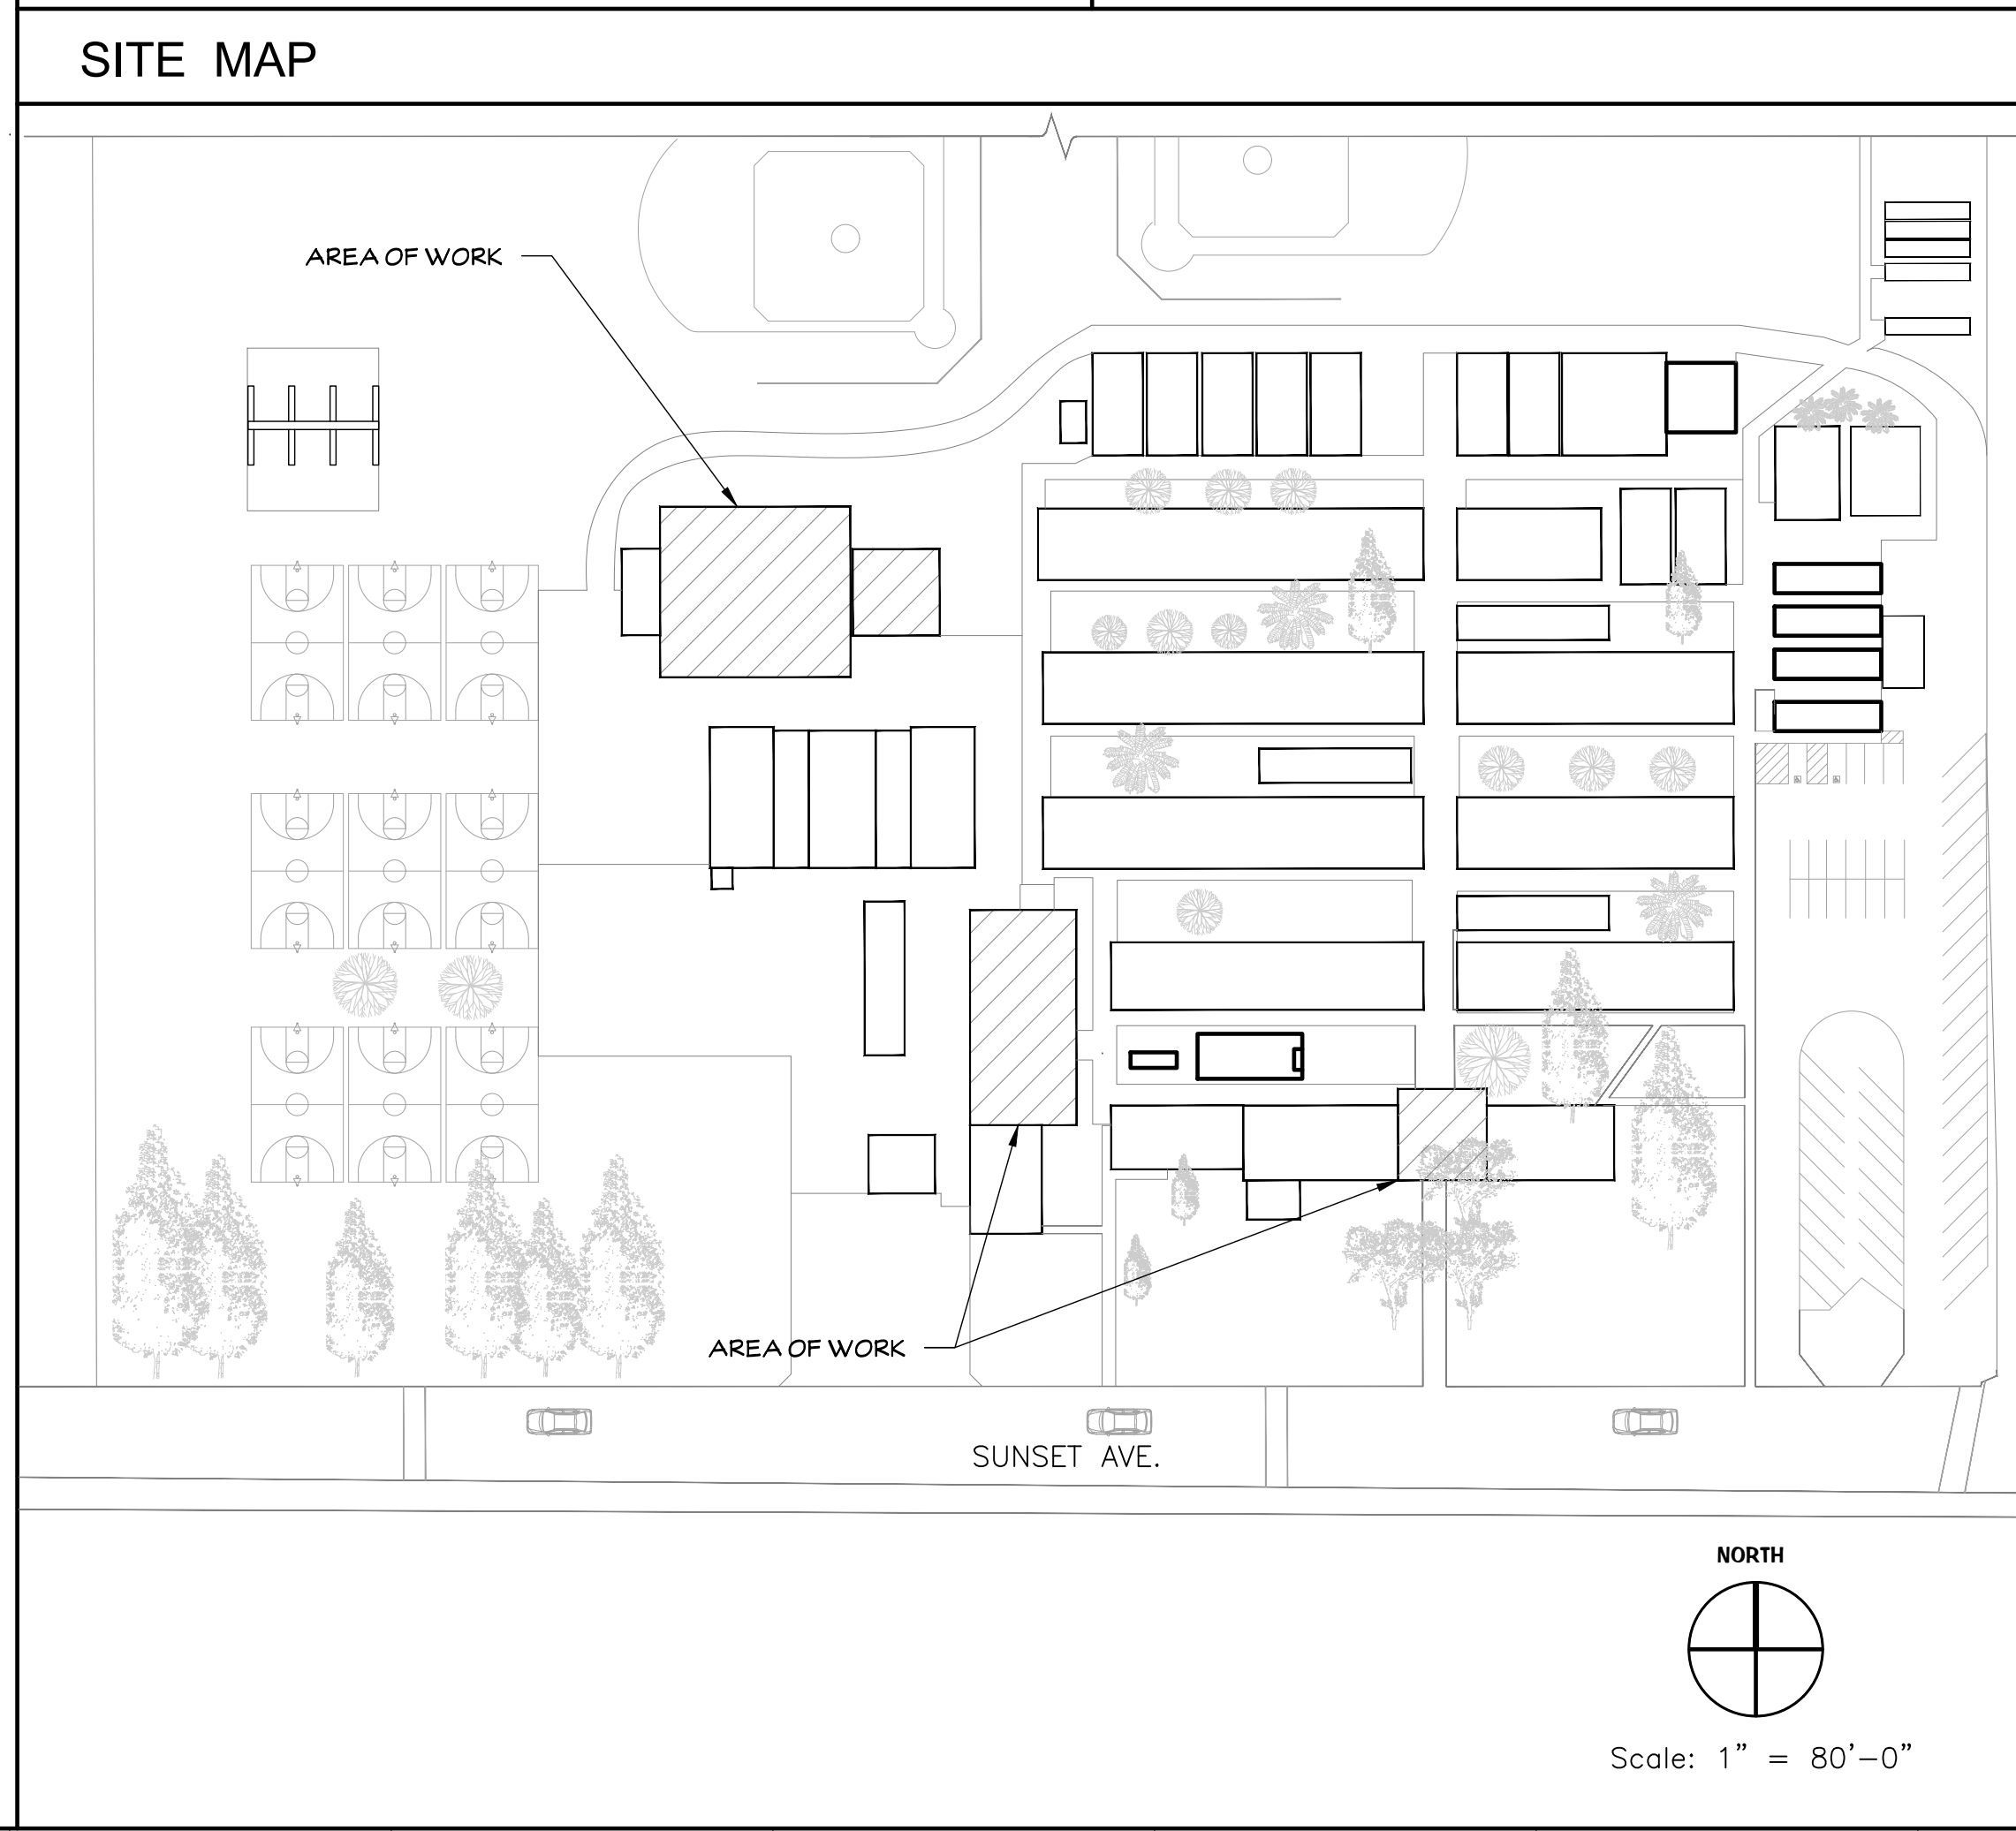 SITE MAP
AREA OF WORK
AREA OF WORK
SUNSET AVE.
NORTH
Scale: 1” = 80’-0”